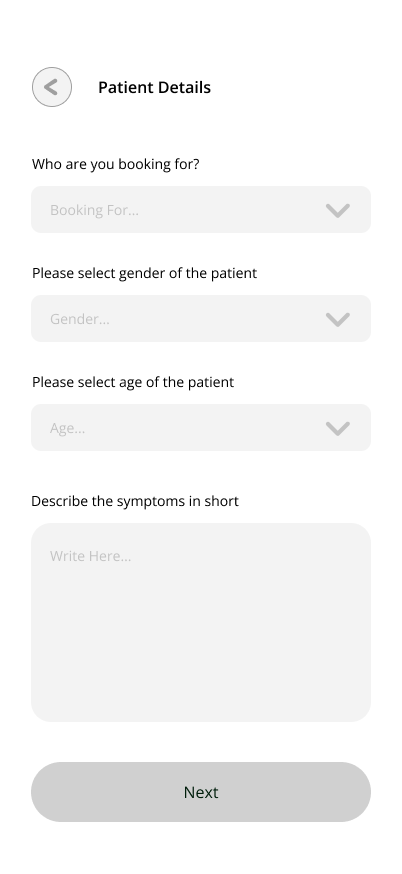 Patient Details
Who are you booking for?
Booking For...
Please select gender of the patient
Gender...
Please select age of the patient
Age...
Describe the symptoms in short
Write Here...
Next